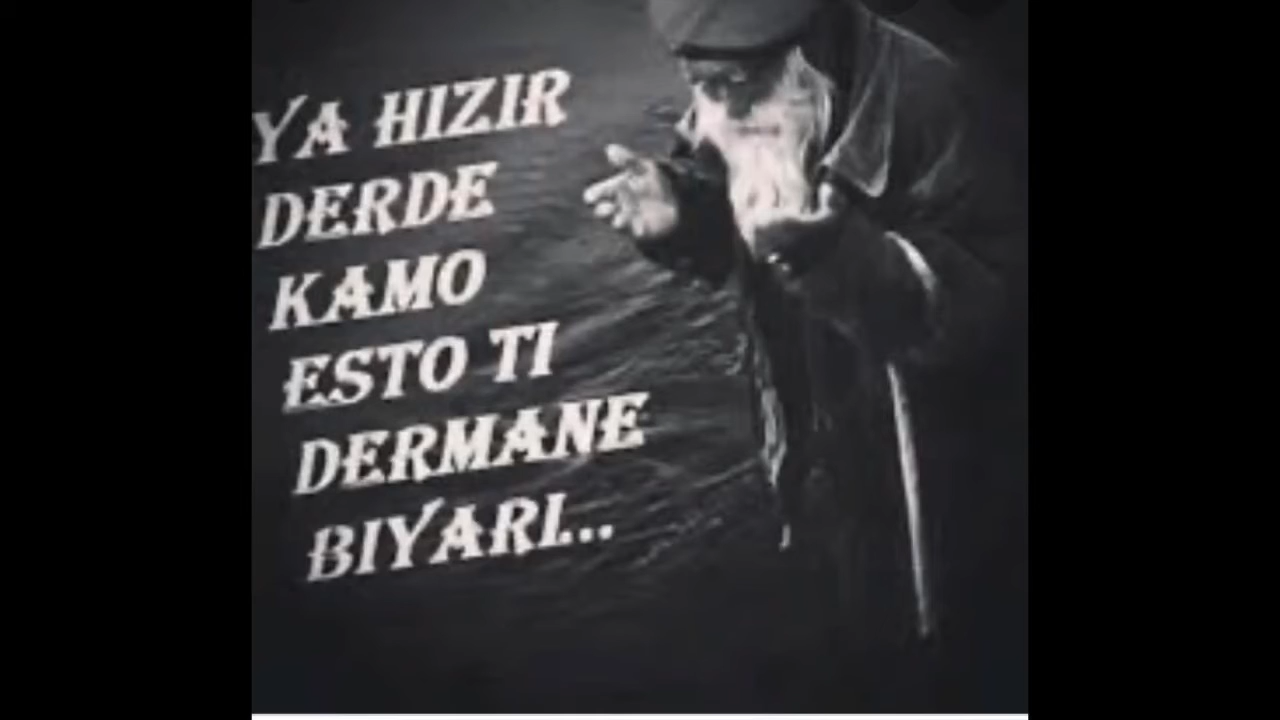 YA HIZIR
DERDE
KAMO
ESTO TI
DERMANE
BIYARI...